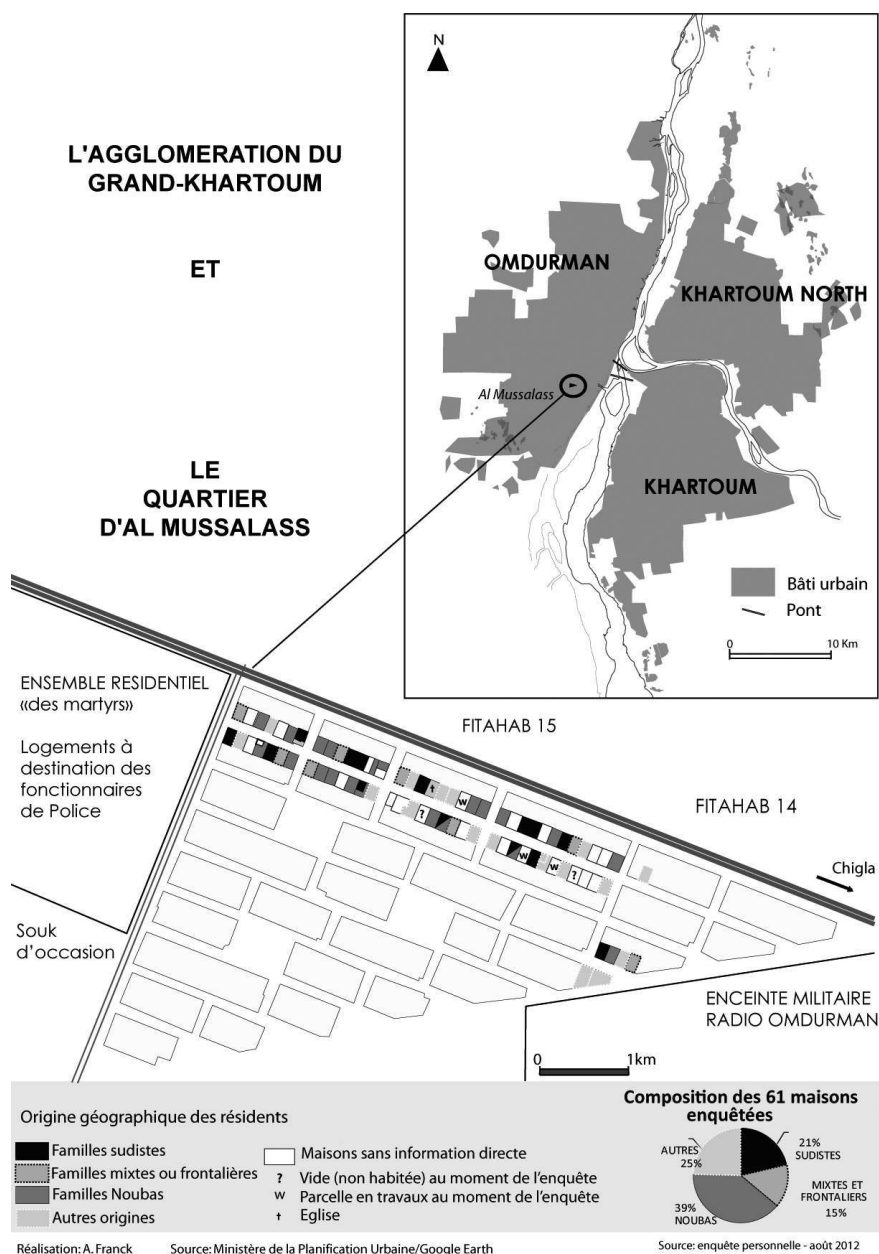 L'AGGLOMERATION DU
GRAND-KHARTOUM
ET
LE
QUARTIER
D'AL MUSSALASS
N
OMDURMAN
KHARTOUM NORTH
Al Mussalass
KHARTOUM
Bâti urbain
Pont
0 10 Km
ENSEMBLE RESIDENTIEL
«des martyrs»
Logements à
destination des
fonctionnaires
de Police
Souk
d'occasion
FITAHAB 15
FITAHAB 14
Chigla
†
w
?
w
w
?
ENCEINTE MILITAIRE
RADIO OMDURMAN
0 1km
Origine géographique des résidents
Familles sudistes
Familles mixtes ou frontalières
Familles Noubas
Autres origines
Maisons sans information directe
? Vide (non habitée) au moment de l'enquête
w Parcelle en travaux au moment de l'enquête
† Eglise
Composition des 61 maisons
enquêtées
AUTRES
25%
21%
SUDISTES
MIXTES ET
FRONTALIERS
15%
39%
NOUBAS
Réalisation: A. Franck Source: Ministère de la Planification Urbaine/Google Earth
Source: enquête personnelle - août 2012